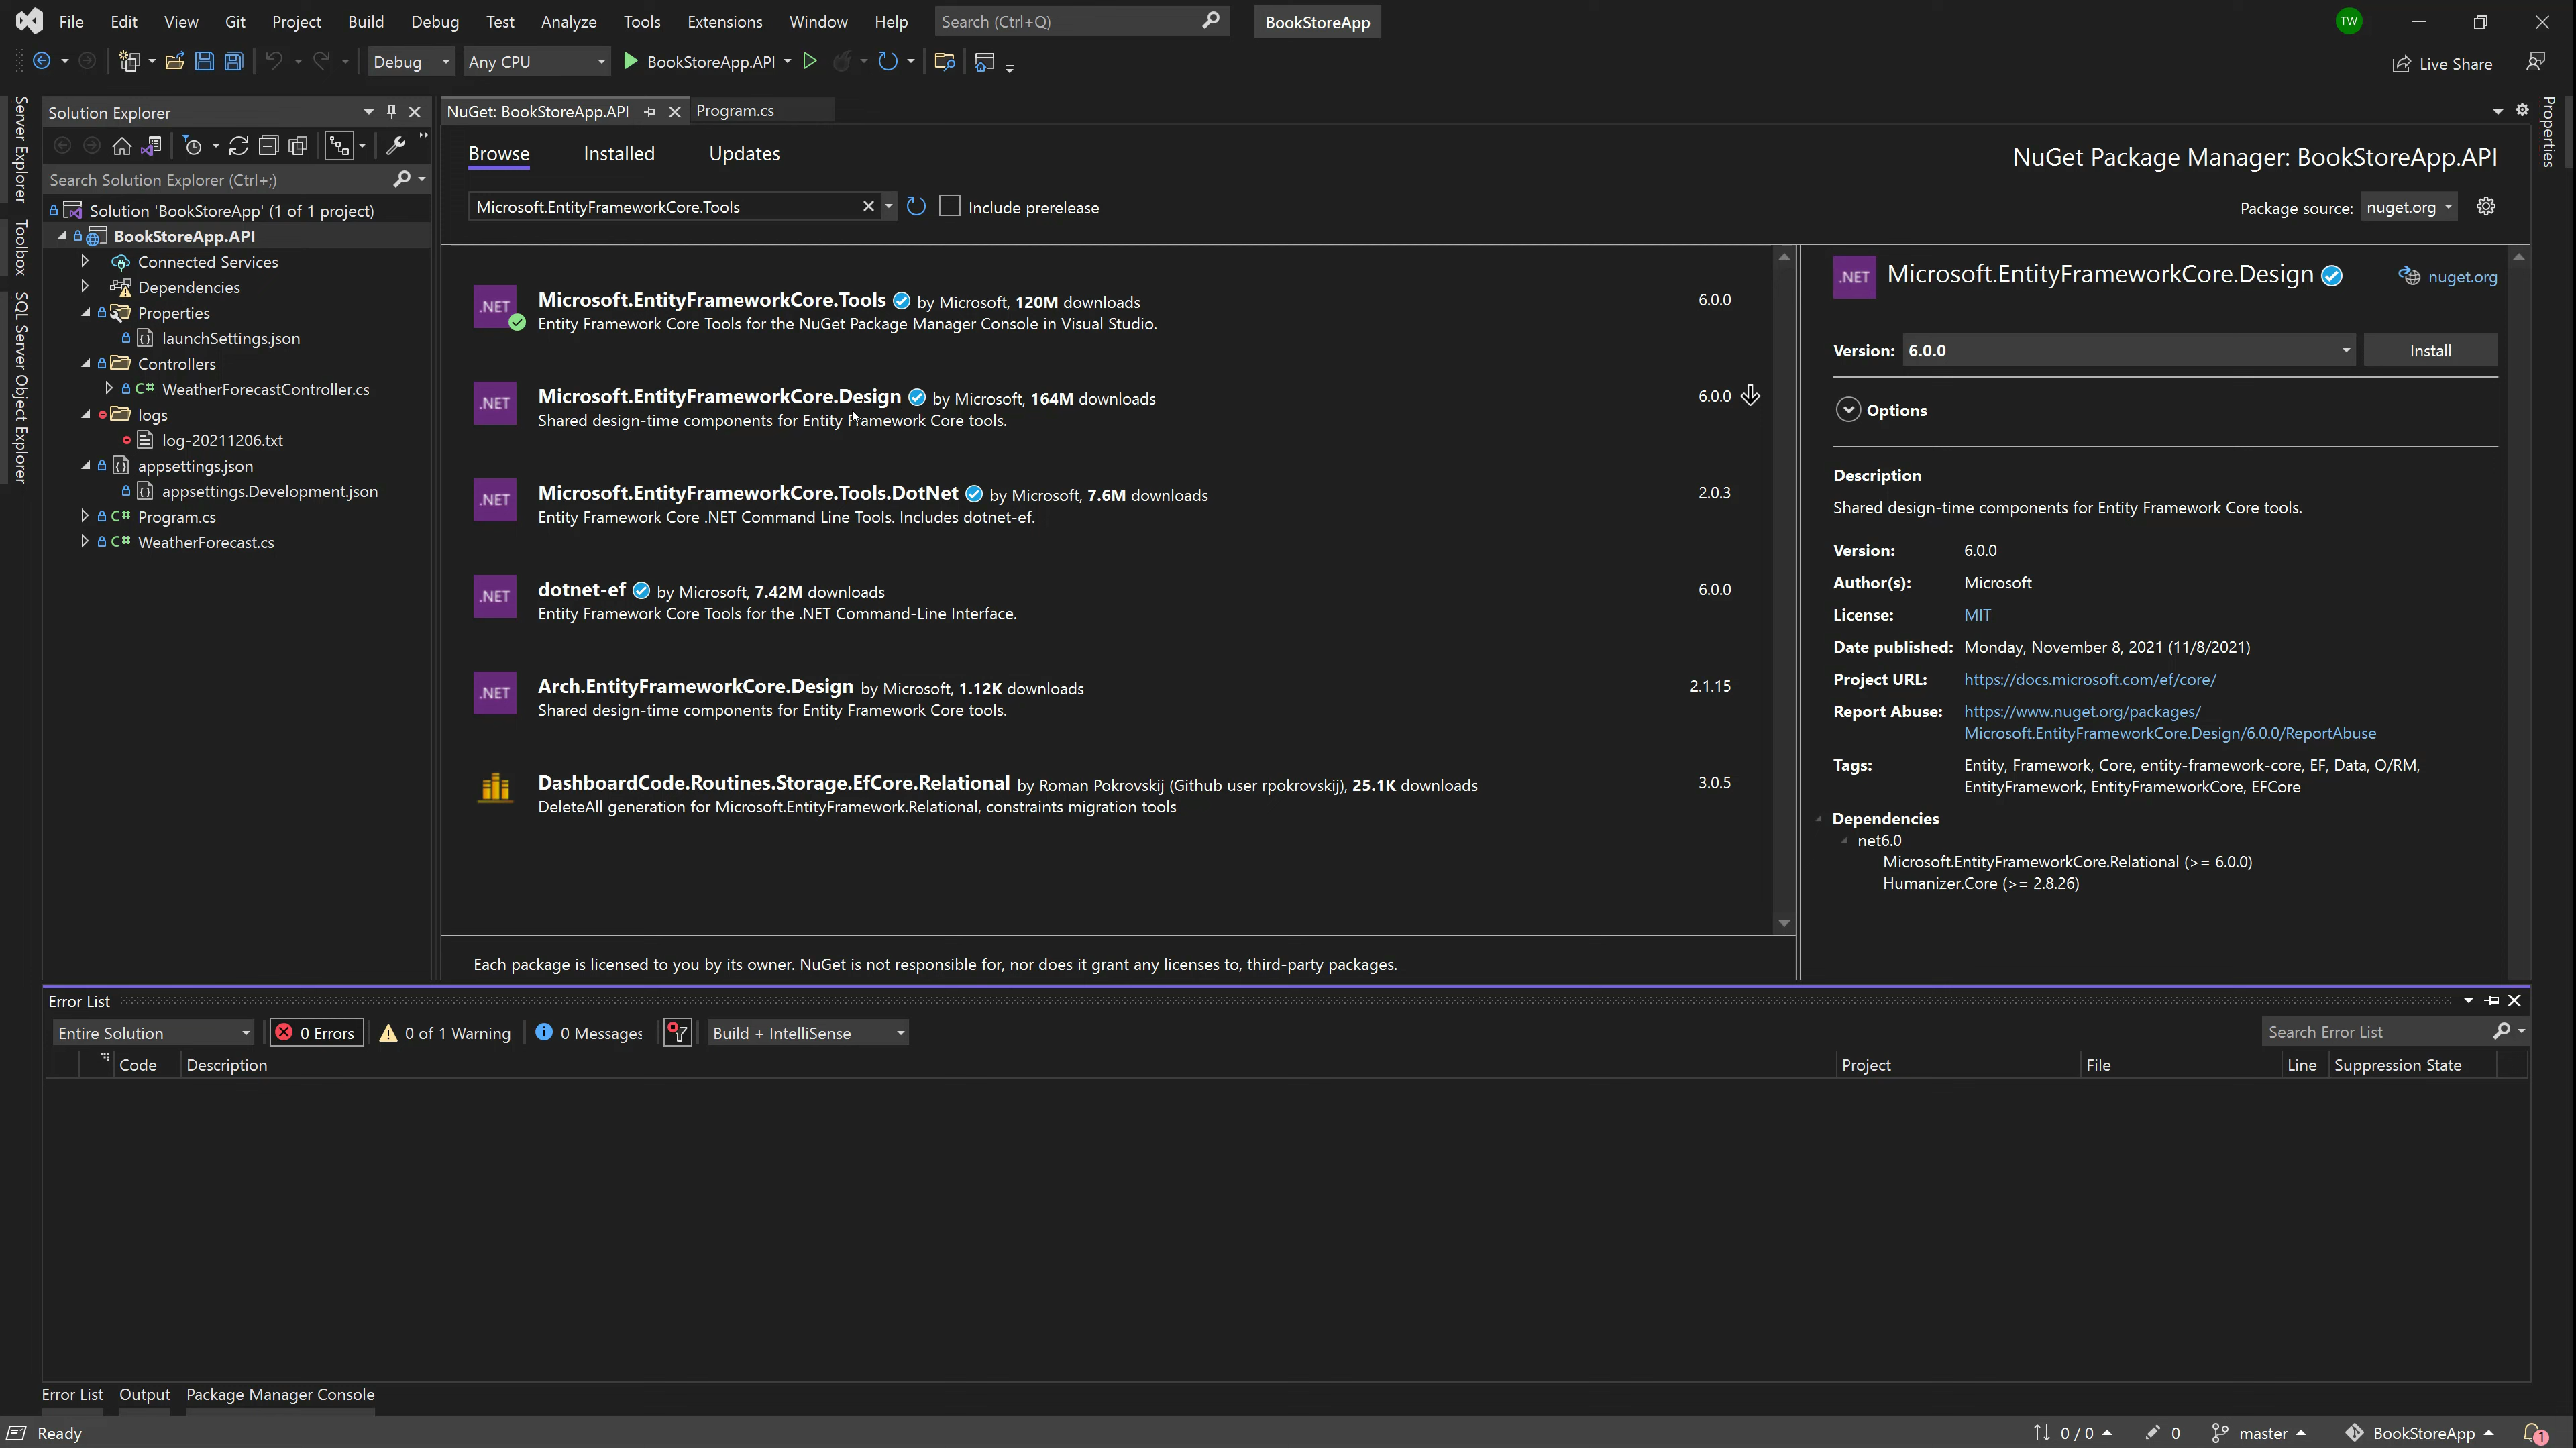 File Edit View Git Project Build Debug Test Analyze Tools Extensions Window Help Search (Ctrl+Q) BookStoreApp TW
Debug Any CPU BookStoreApp.API Live Share
Server Explorer
Toolbox
SQL Server Object Explorer
Solution Explorer
Search Solution Explorer (Ctrl+;)
Solution 'BookStoreApp' (1 of 1 project)
BookStoreApp.API
Connected Services
Dependencies
Properties
launchSettings.json
Controllers
C# WeatherForecastController.cs
logs
log-20211206.txt
appsettings.json
appsettings.Development.json
C# Program.cs
C# WeatherForecast.cs
NuGet: BookStoreApp.API Program.cs
Browse Installed Updates
NuGet Package Manager: BookStoreApp.API
Microsoft.EntityFrameworkCore.Tools Include prerelease
Package source: nuget.org
.NET Microsoft.EntityFrameworkCore.Tools by Microsoft, 120M downloads 6.0.0
Entity Framework Core Tools for the NuGet Package Manager Console in Visual Studio.
.NET Microsoft.EntityFrameworkCore.Design by Microsoft, 164M downloads 6.0.0
Shared design-time components for Entity Framework Core tools.
.NET Microsoft.EntityFrameworkCore.Tools.DotNet by Microsoft, 7.6M downloads 2.0.3
Entity Framework Core .NET Command Line Tools. Includes dotnet-ef.
.NET dotnet-ef by Microsoft, 7.42M downloads 6.0.0
Entity Framework Core Tools for the .NET Command-Line Interface.
.NET Arch.EntityFrameworkCore.Design by Microsoft, 1.12K downloads 2.1.15
Shared design-time components for Entity Framework Core tools.
DashboardCode.Routines.Storage.EfCore.Relational by Roman Pokrovskij (Github user rpokrovskij), 25.1K downloads 3.0.5
DeleteAll generation for Microsoft.EntityFramework.Relational, constraints migration tools
Each package is licensed to you by its owner. NuGet is not responsible for, nor does it grant any licenses to, third-party packages.
.NET Microsoft.EntityFrameworkCore.Design nuget.org
Version: 6.0.0 Install
Options
Description
Shared design-time components for Entity Framework Core tools.
Version: 6.0.0
Author(s): Microsoft
License: MIT
Date published: Monday, November 8, 2021 (11/8/2021)
Project URL: https://docs.microsoft.com/ef/core/
Report Abuse: https://www.nuget.org/packages/
Microsoft.EntityFrameworkCore.Design/6.0.0/ReportAbuse
Tags: Entity, Framework, Core, entity-framework-core, EF, Data, O/RM,
EntityFramework, EntityFrameworkCore, EFCore
Dependencies
net6.0
Microsoft.EntityFrameworkCore.Relational (>= 6.0.0)
Humanizer.Core (>= 2.8.26)
Properties
Error List
Entire Solution 0 Errors 0 of 1 Warning 0 Messages Build + IntelliSense Search Error List
Code Description Project File Line Suppression State
Error List Output Package Manager Console
Ready 0 / 0 0 master BookStoreApp 1